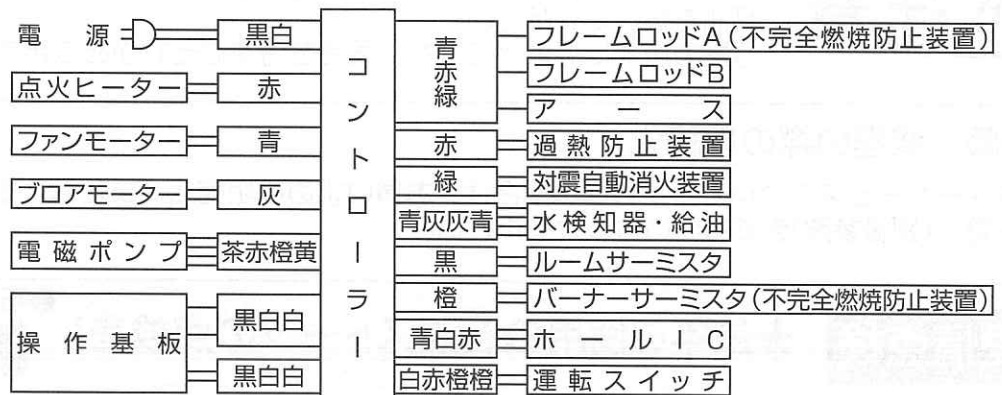 電源 黒白
点火ヒーター 赤
ファンモーター 青
ブロアモーター 灰
電磁ポンプ 茶赤橙黄
操作基板 黒白白
黒白白
コントローラー
青赤緑 フレームロッドA(不完全燃焼防止装置)
フレームロッドB
アース
赤 過熱防止装置
緑 対震自動消火装置
青灰灰青 水検知器・給油
黒 ルームサーミスタ
橙 バーナーサーミスタ(不完全燃焼防止装置)
青白赤 ホールIC
白赤橙橙 運転スイッチ